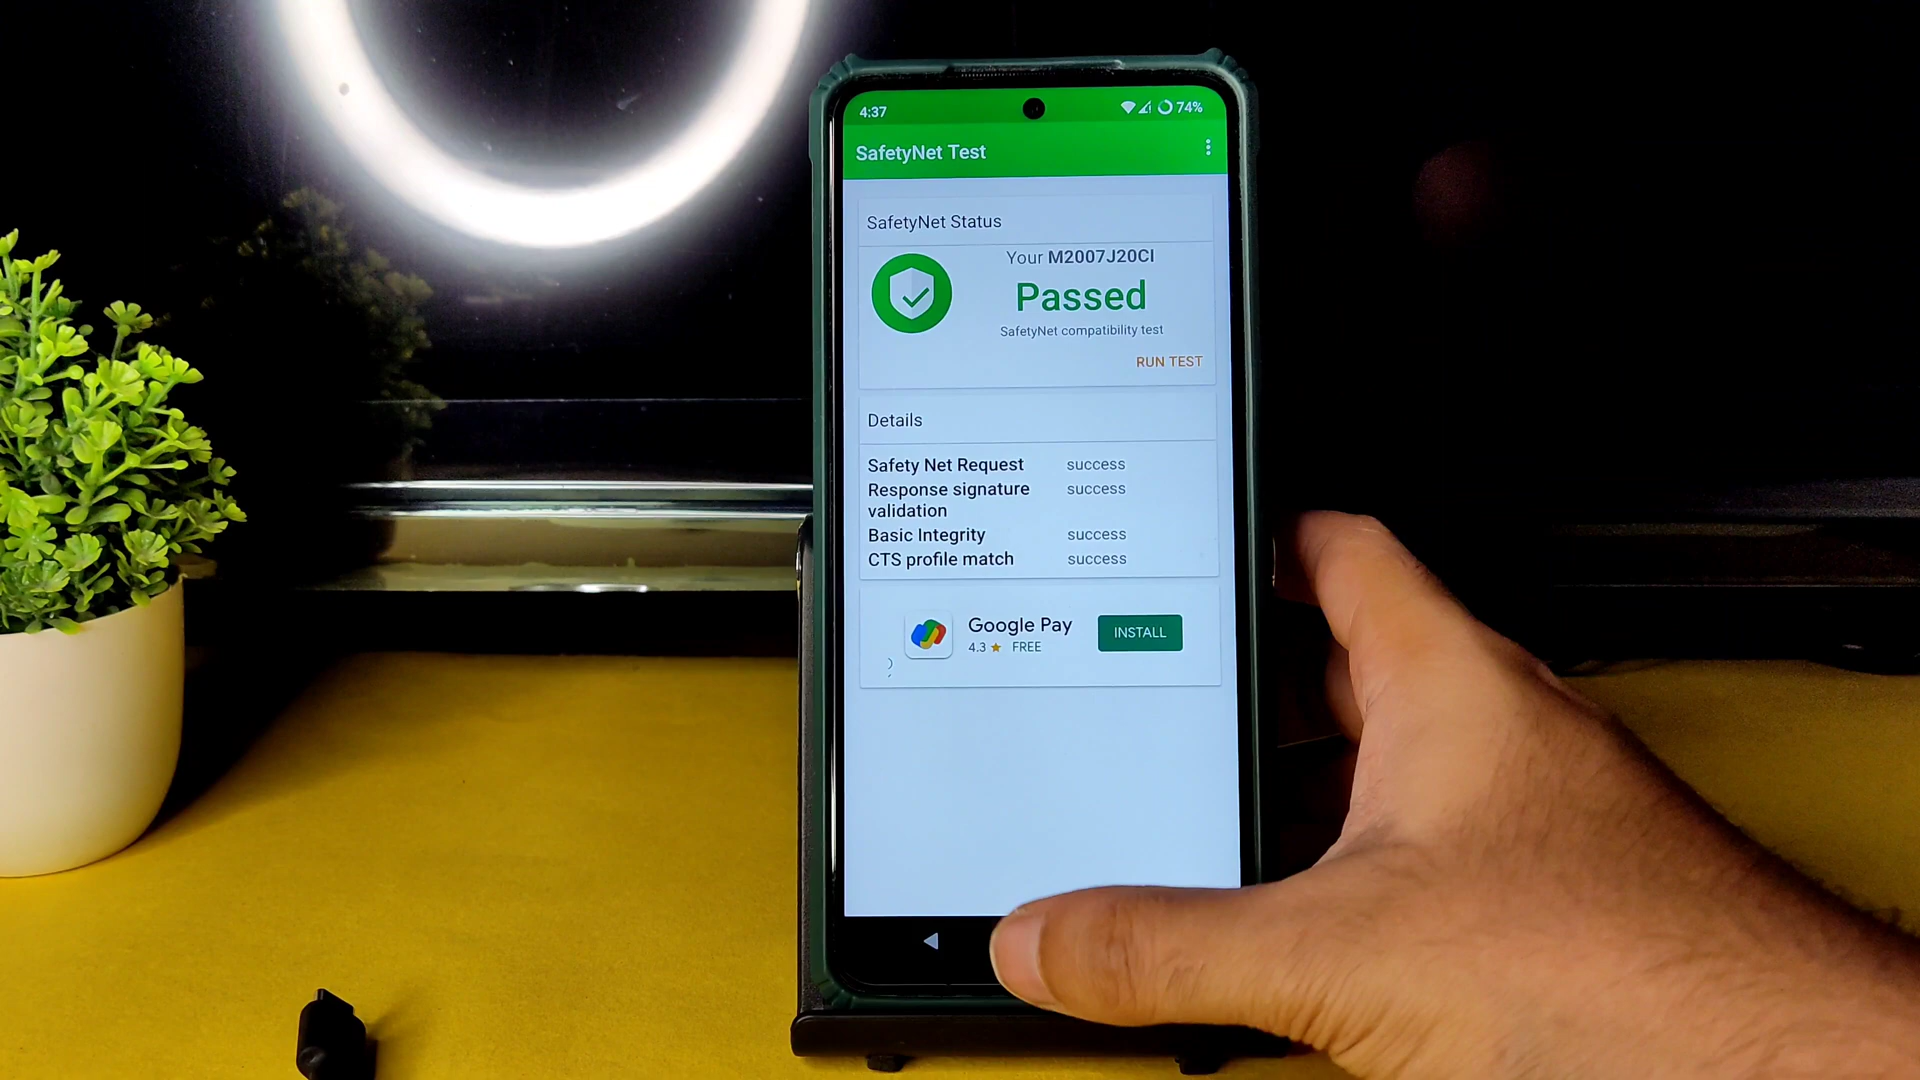 4:37
74%
SafetyNet Test
SafetyNet Status
Your M2007J20CI
Passed
SafetyNet compatibility test
RUN TEST
Details
Safety Net Request success
Response signature success
validation
Basic Integrity success
CTS profile match success
Google Pay
4.3 ★ FREE
INSTALL